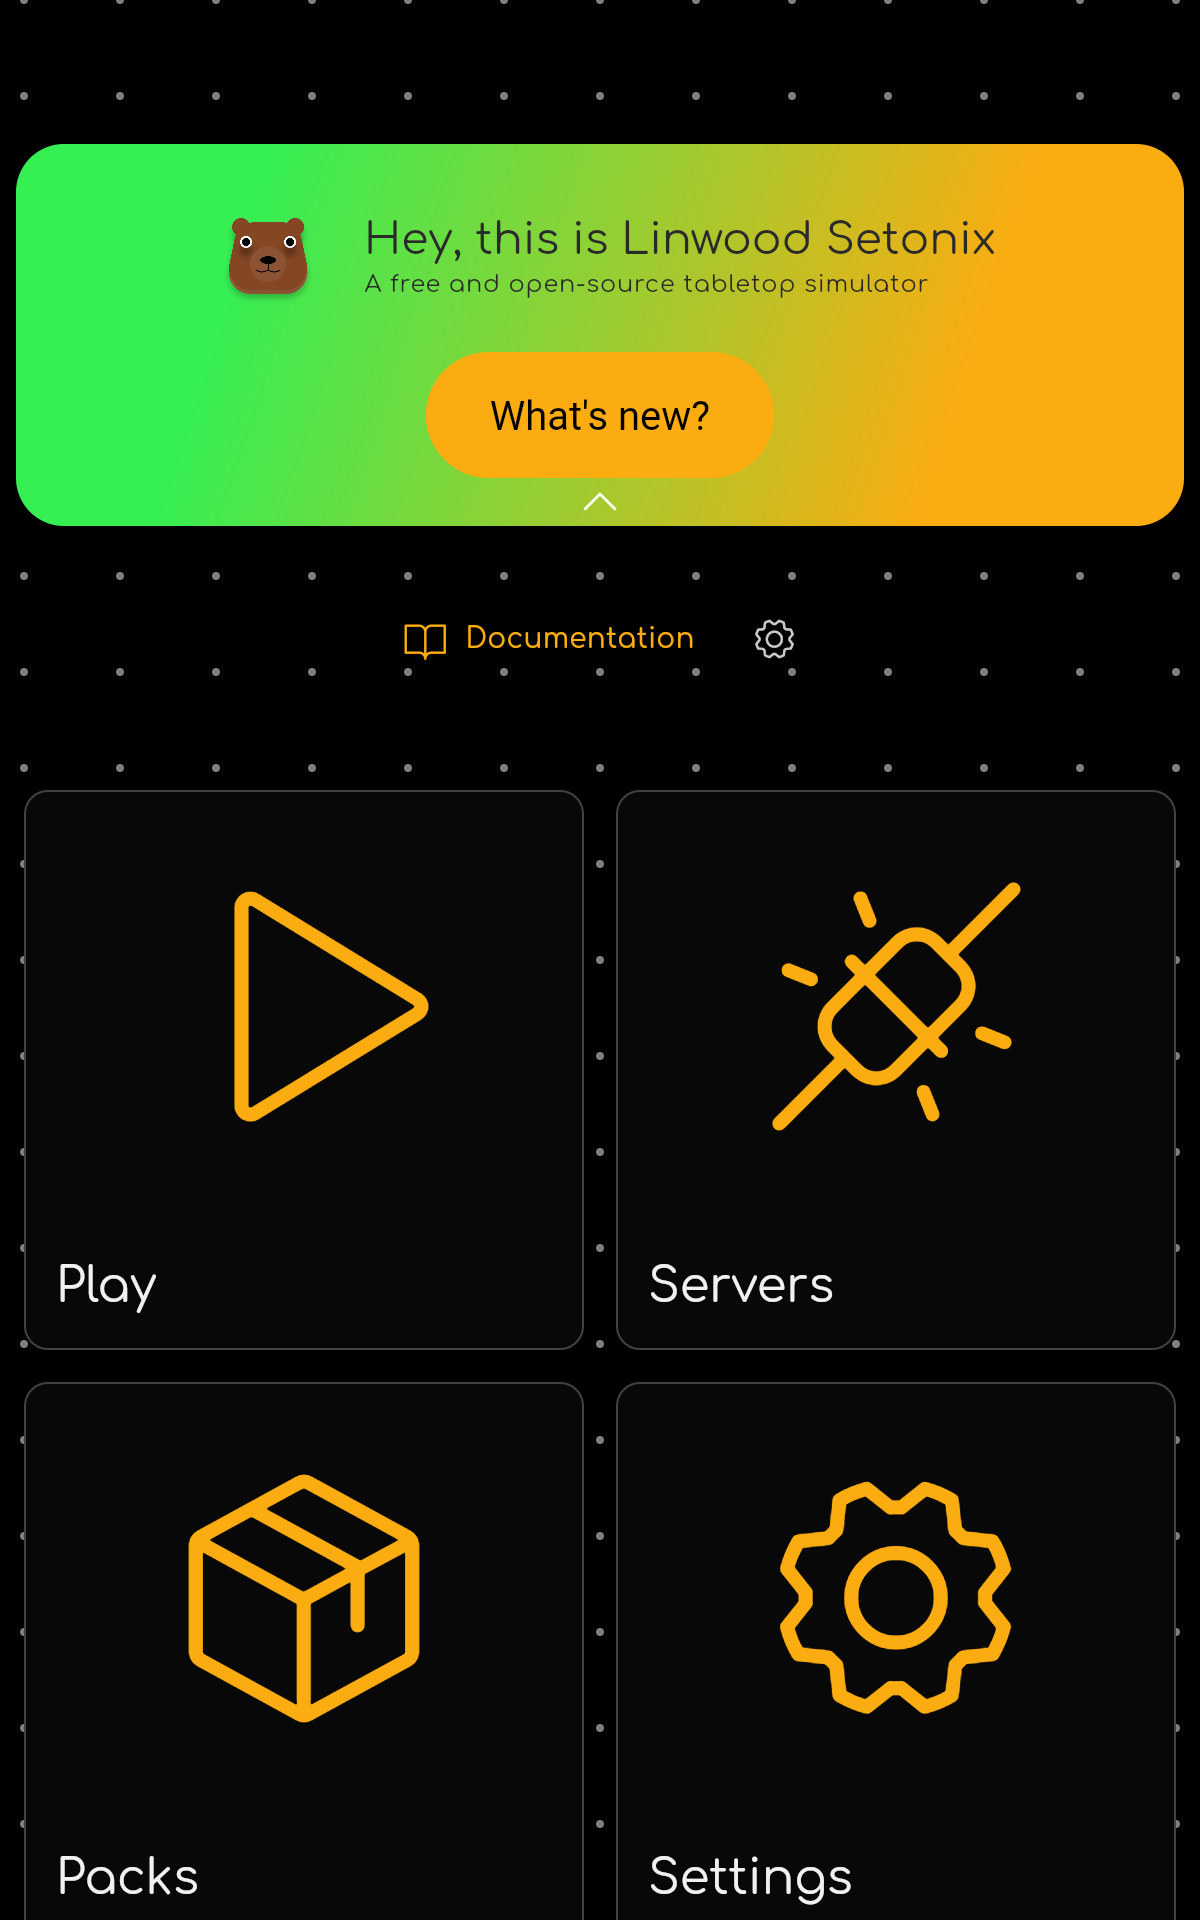 Hey, this is Linwood Setonix
A free and open-source tabletop simulator
What's new?
Documentation
Play
Servers
Packs
Settings